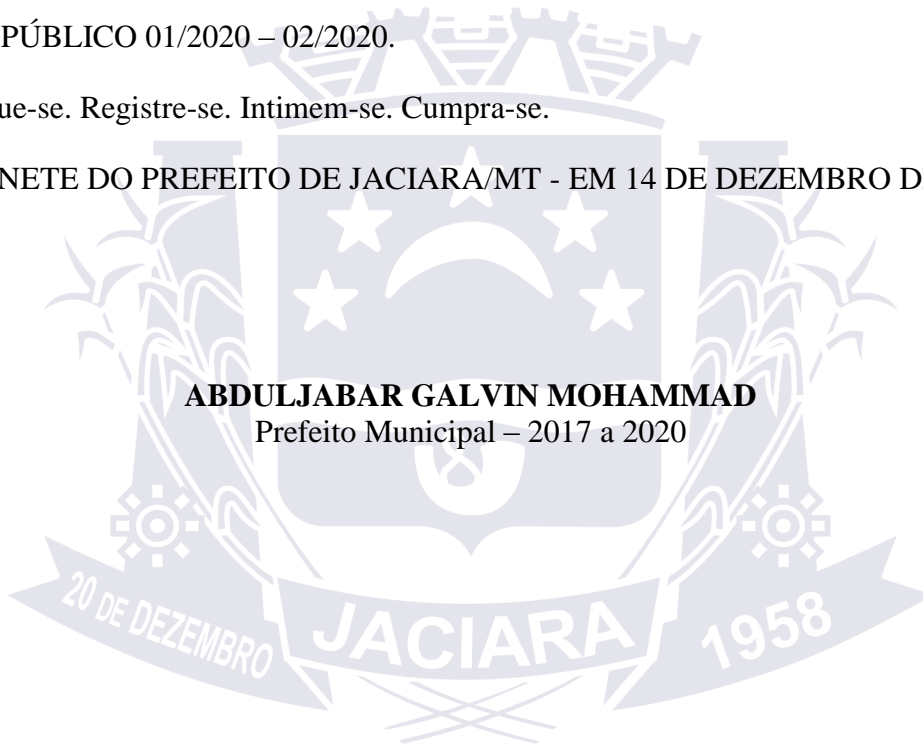 PÚBLICO 01/2020 – 02/2020.
ue-se. Registre-se. Intimem-se. Cumpra-se.
NETE DO PREFEITO DE JACIARA/MT - EM 14 DE DEZEMBRO D
ABDULJABAR GALVIN MOHAMMAD
Prefeito Municipal – 2017 a 2020
20 DE DEZEMBRO JACIARA 1958